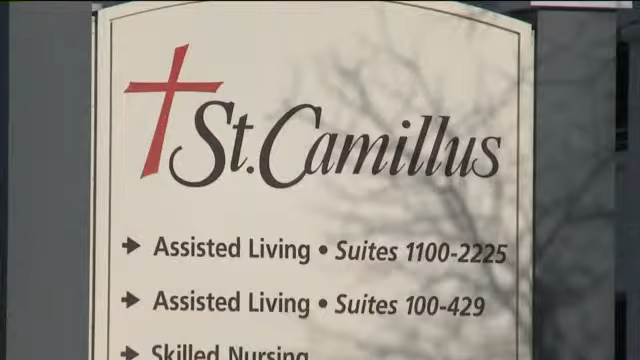 St. Camillus
➔ Assisted Living • Suites 1100-2225
➔ Assisted Living • Suites 100-429
➔ Skilled Nursing